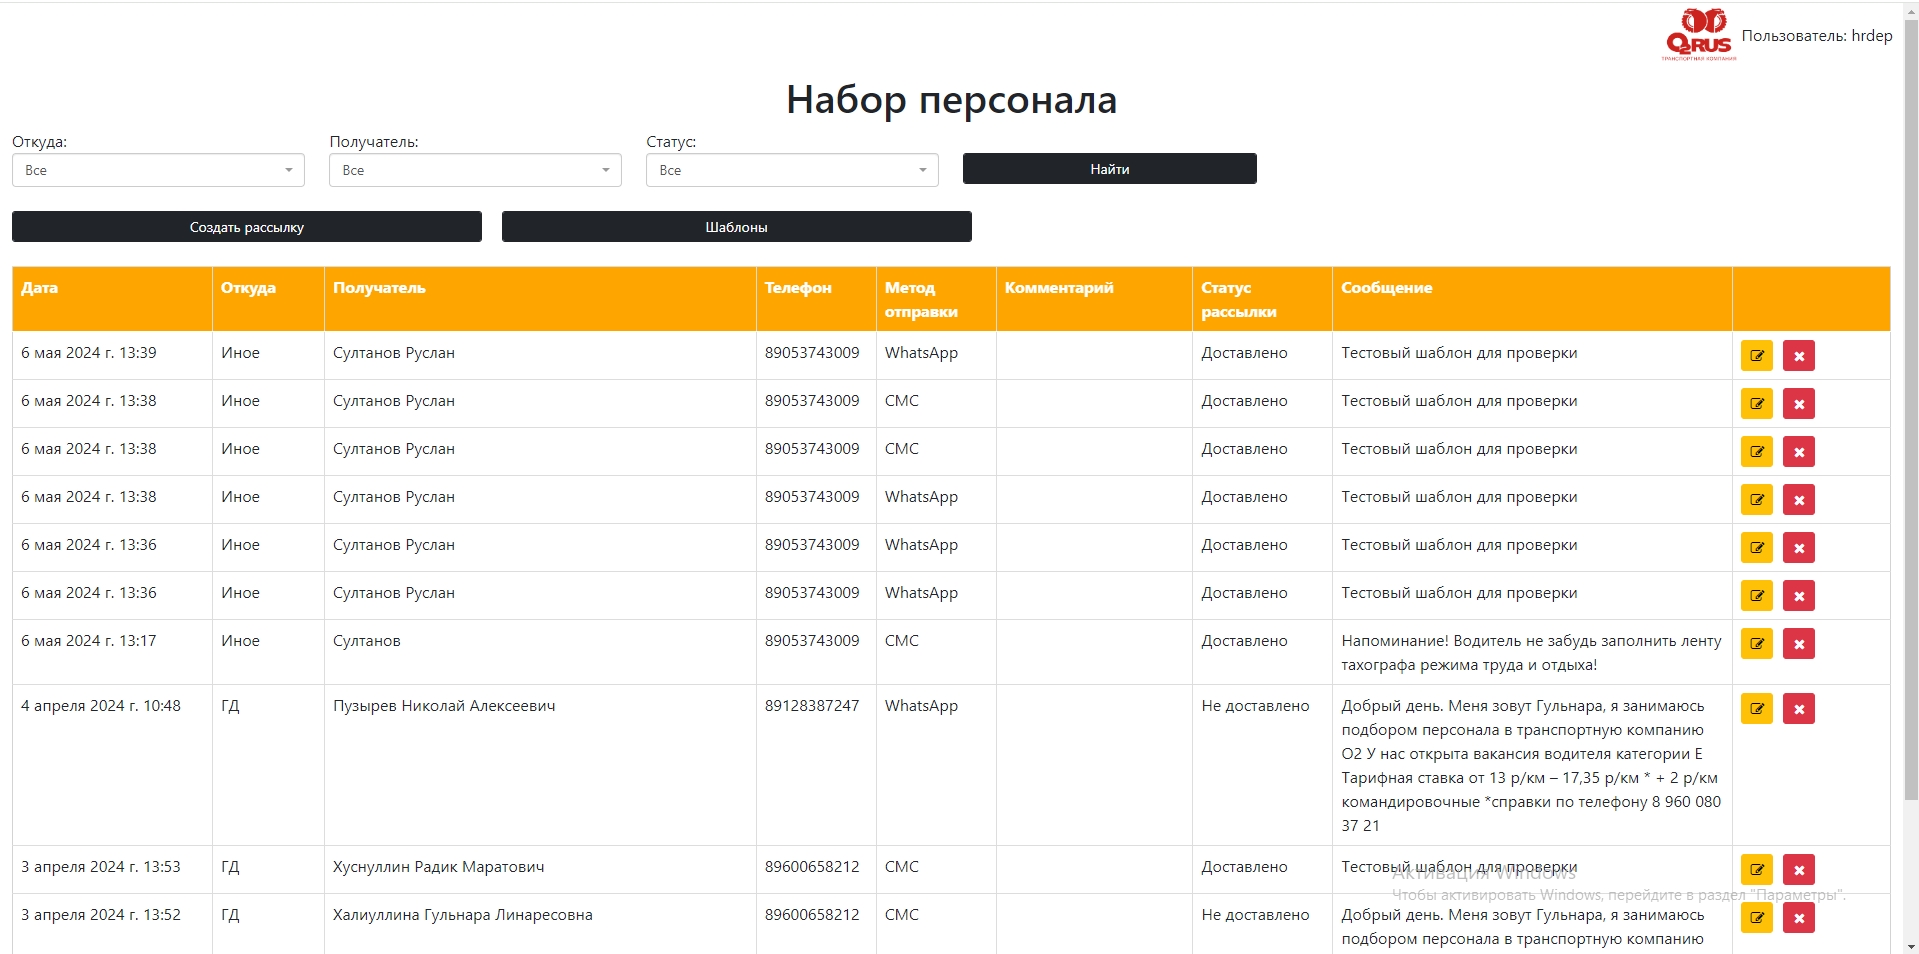 O2RUS
ТРАНСПОРТНАЯ КОМПАНИЯ
Пользователь: hrdep
Набор персонала
Откуда: Получатель: Статус:
Все Все Все Найти
Создать рассылку Шаблоны
Дата Откуда Получатель Телефон Метод отправки Комментарий Статус рассылки Сообщение
6 мая 2024 г. 13:39 Иное Султанов Руслан 89053743009 WhatsApp Доставлено Тестовый шаблон для проверки
6 мая 2024 г. 13:38 Иное Султанов Руслан 89053743009 СМС Доставлено Тестовый шаблон для проверки
6 мая 2024 г. 13:38 Иное Султанов Руслан 89053743009 СМС Доставлено Тестовый шаблон для проверки
6 мая 2024 г. 13:38 Иное Султанов Руслан 89053743009 WhatsApp Доставлено Тестовый шаблон для проверки
6 мая 2024 г. 13:36 Иное Султанов Руслан 89053743009 WhatsApp Доставлено Тестовый шаблон для проверки
6 мая 2024 г. 13:36 Иное Султанов Руслан 89053743009 WhatsApp Доставлено Тестовый шаблон для проверки
6 мая 2024 г. 13:17 Иное Султанов 89053743009 СМС Доставлено Напоминание! Водитель не забудь заполнить ленту
тахографа режима труда и отдыха!
4 апреля 2024 г. 10:48 ГД Пузырев Николай Алексеевич 89128387247 WhatsApp Не доставлено Добрый день. Меня зовут Гульнара, я занимаюсь
подбором персонала в транспортную компанию
О2 У нас открыта вакансия водителя категории Е
Тарифная ставка от 13 р/км – 17,35 р/км * + 2 р/км
командировочные *справки по телефону 8 960 080
37 21
3 апреля 2024 г. 13:53 ГД Хуснуллин Радик Маратович 89600658212 СМС Доставлено Тестовый шаблон для проверки
Активация Windows
Чтобы активировать Windows, перейдите в раздел "Параметры".
3 апреля 2024 г. 13:52 ГД Халиуллина Гульнара Линаресовна 89600658212 СМС Не доставлено Добрый день. Меня зовут Гульнара, я занимаюсь
подбором персонала в транспортную компанию